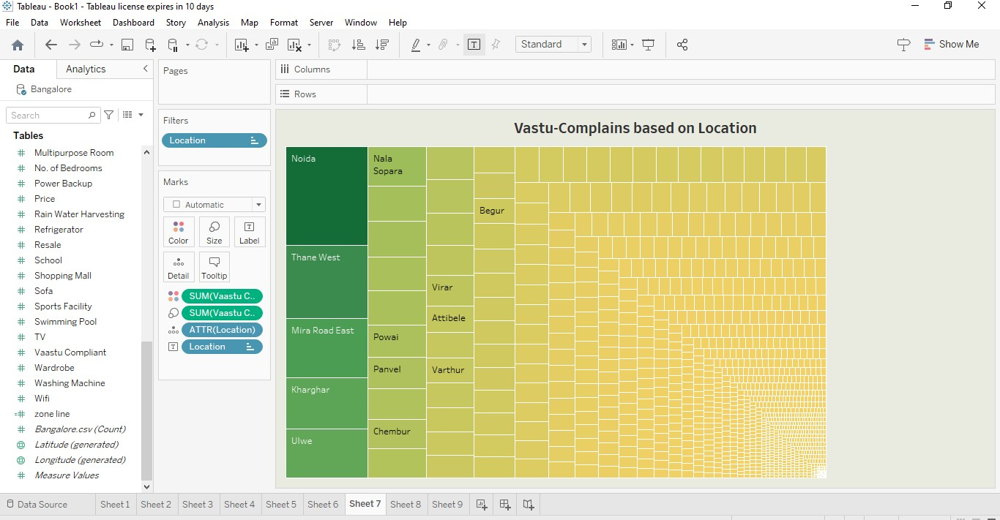 Tableau - Book1 - Tableau license expires in 10 days
File Data Worksheet Dashboard Story Analysis Map Format Server Window Help
Standard
Show Me
Data Analytics
Bangalore
Search
Tables
Multipurpose Room
No. of Bedrooms
Power Backup
Price
Rain Water Harvesting
Refrigerator
Resale
School
Shopping Mall
Sofa
Sports Facility
Swimming Pool
TV
Vaastu Compliant
Wardrobe
Washing Machine
Wifi
zone line
Bangalore.csv (Count)
Latitude (generated)
Longitude (generated)
Measure Values
Pages
Filters
Location
Marks
Automatic
Color Size Label
Detail Tooltip
SUM(Vaastu C..
SUM(Vaastu C..
ATTR(Location)
Location
Columns
Rows
Vastu-Complains based on Location
Noida
Thane West
Mira Road East
Kharghar
Ulwe
Nala
Sopara
Powai
Panvel
Chembur
Virar
Attibele
Varthur
Begur
Data Source Sheet 1 Sheet 2 Sheet 3 Sheet 4 Sheet 5 Sheet 6 Sheet 7 Sheet 8 Sheet 9